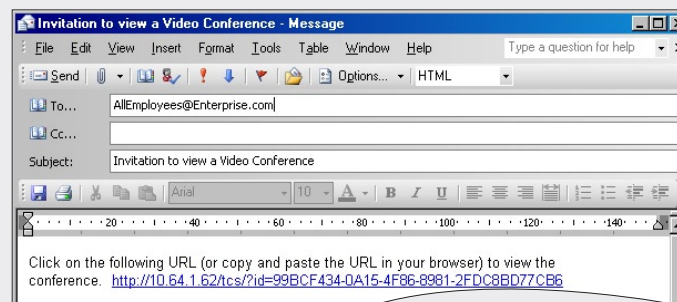 Invitation to view a Video Conference - Message
File Edit View Insert Format Tools Table Window Help Type a question for help
Send Options... HTML
To... AllEmployees@Enterprise.com
Cc...
Subject: Invitation to view a Video Conference
Arial 10 A B I U
20 40 60 80 100 120 140
Click on the following URL (or copy and paste the URL in your browser) to view the
conference. http://10.64.1.62/tcs/?id=99BCF434-0A15-4F86-8981-2FDC8BD77CB6